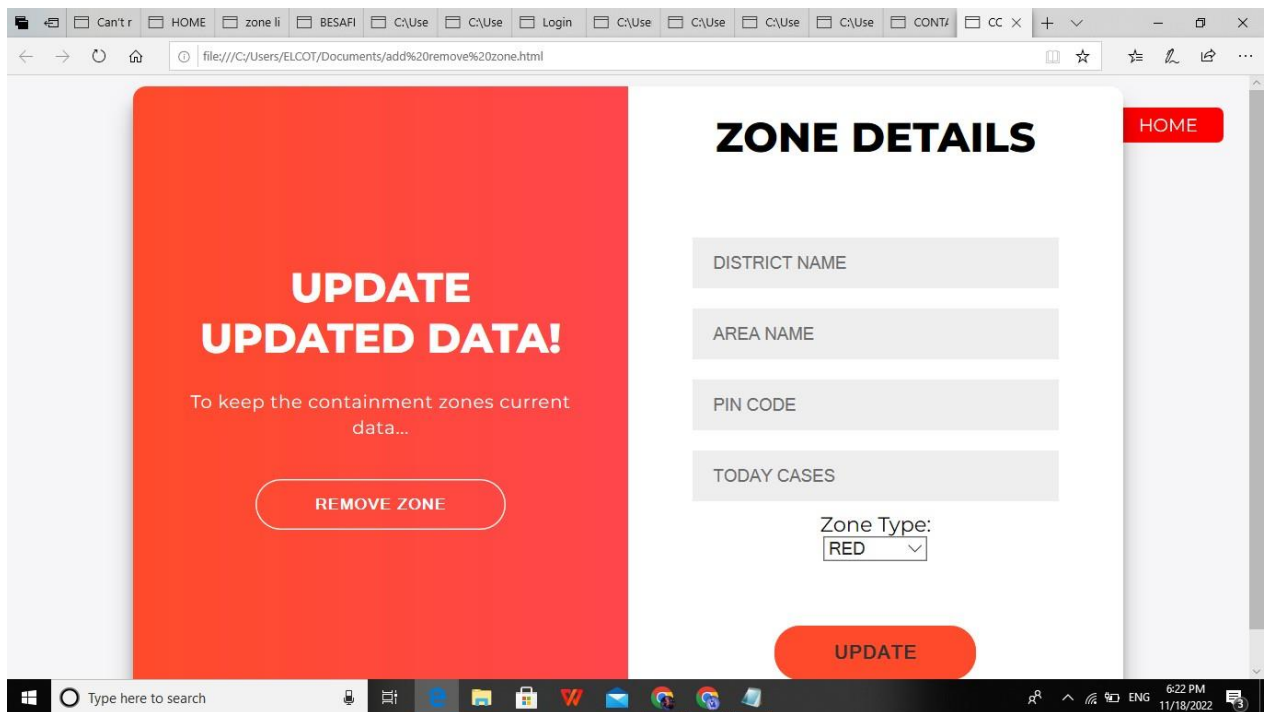 Can't r
HOME
zone li
BESAFI
C:\Use
C:\Use
Login
C:\Use
C:\Use
C:\Use
C:\Use
CONTA
CC
file:///C:/Users/ELCOT/Documents/add%20remove%20zone.html
HOME
UPDATE
UPDATED DATA!
To keep the containment zones current
data...
REMOVE ZONE
ZONE DETAILS
DISTRICT NAME
AREA NAME
PIN CODE
TODAY CASES
Zone Type:
RED
UPDATE
Type here to search
ENG
6:22 PM
11/18/2022
3